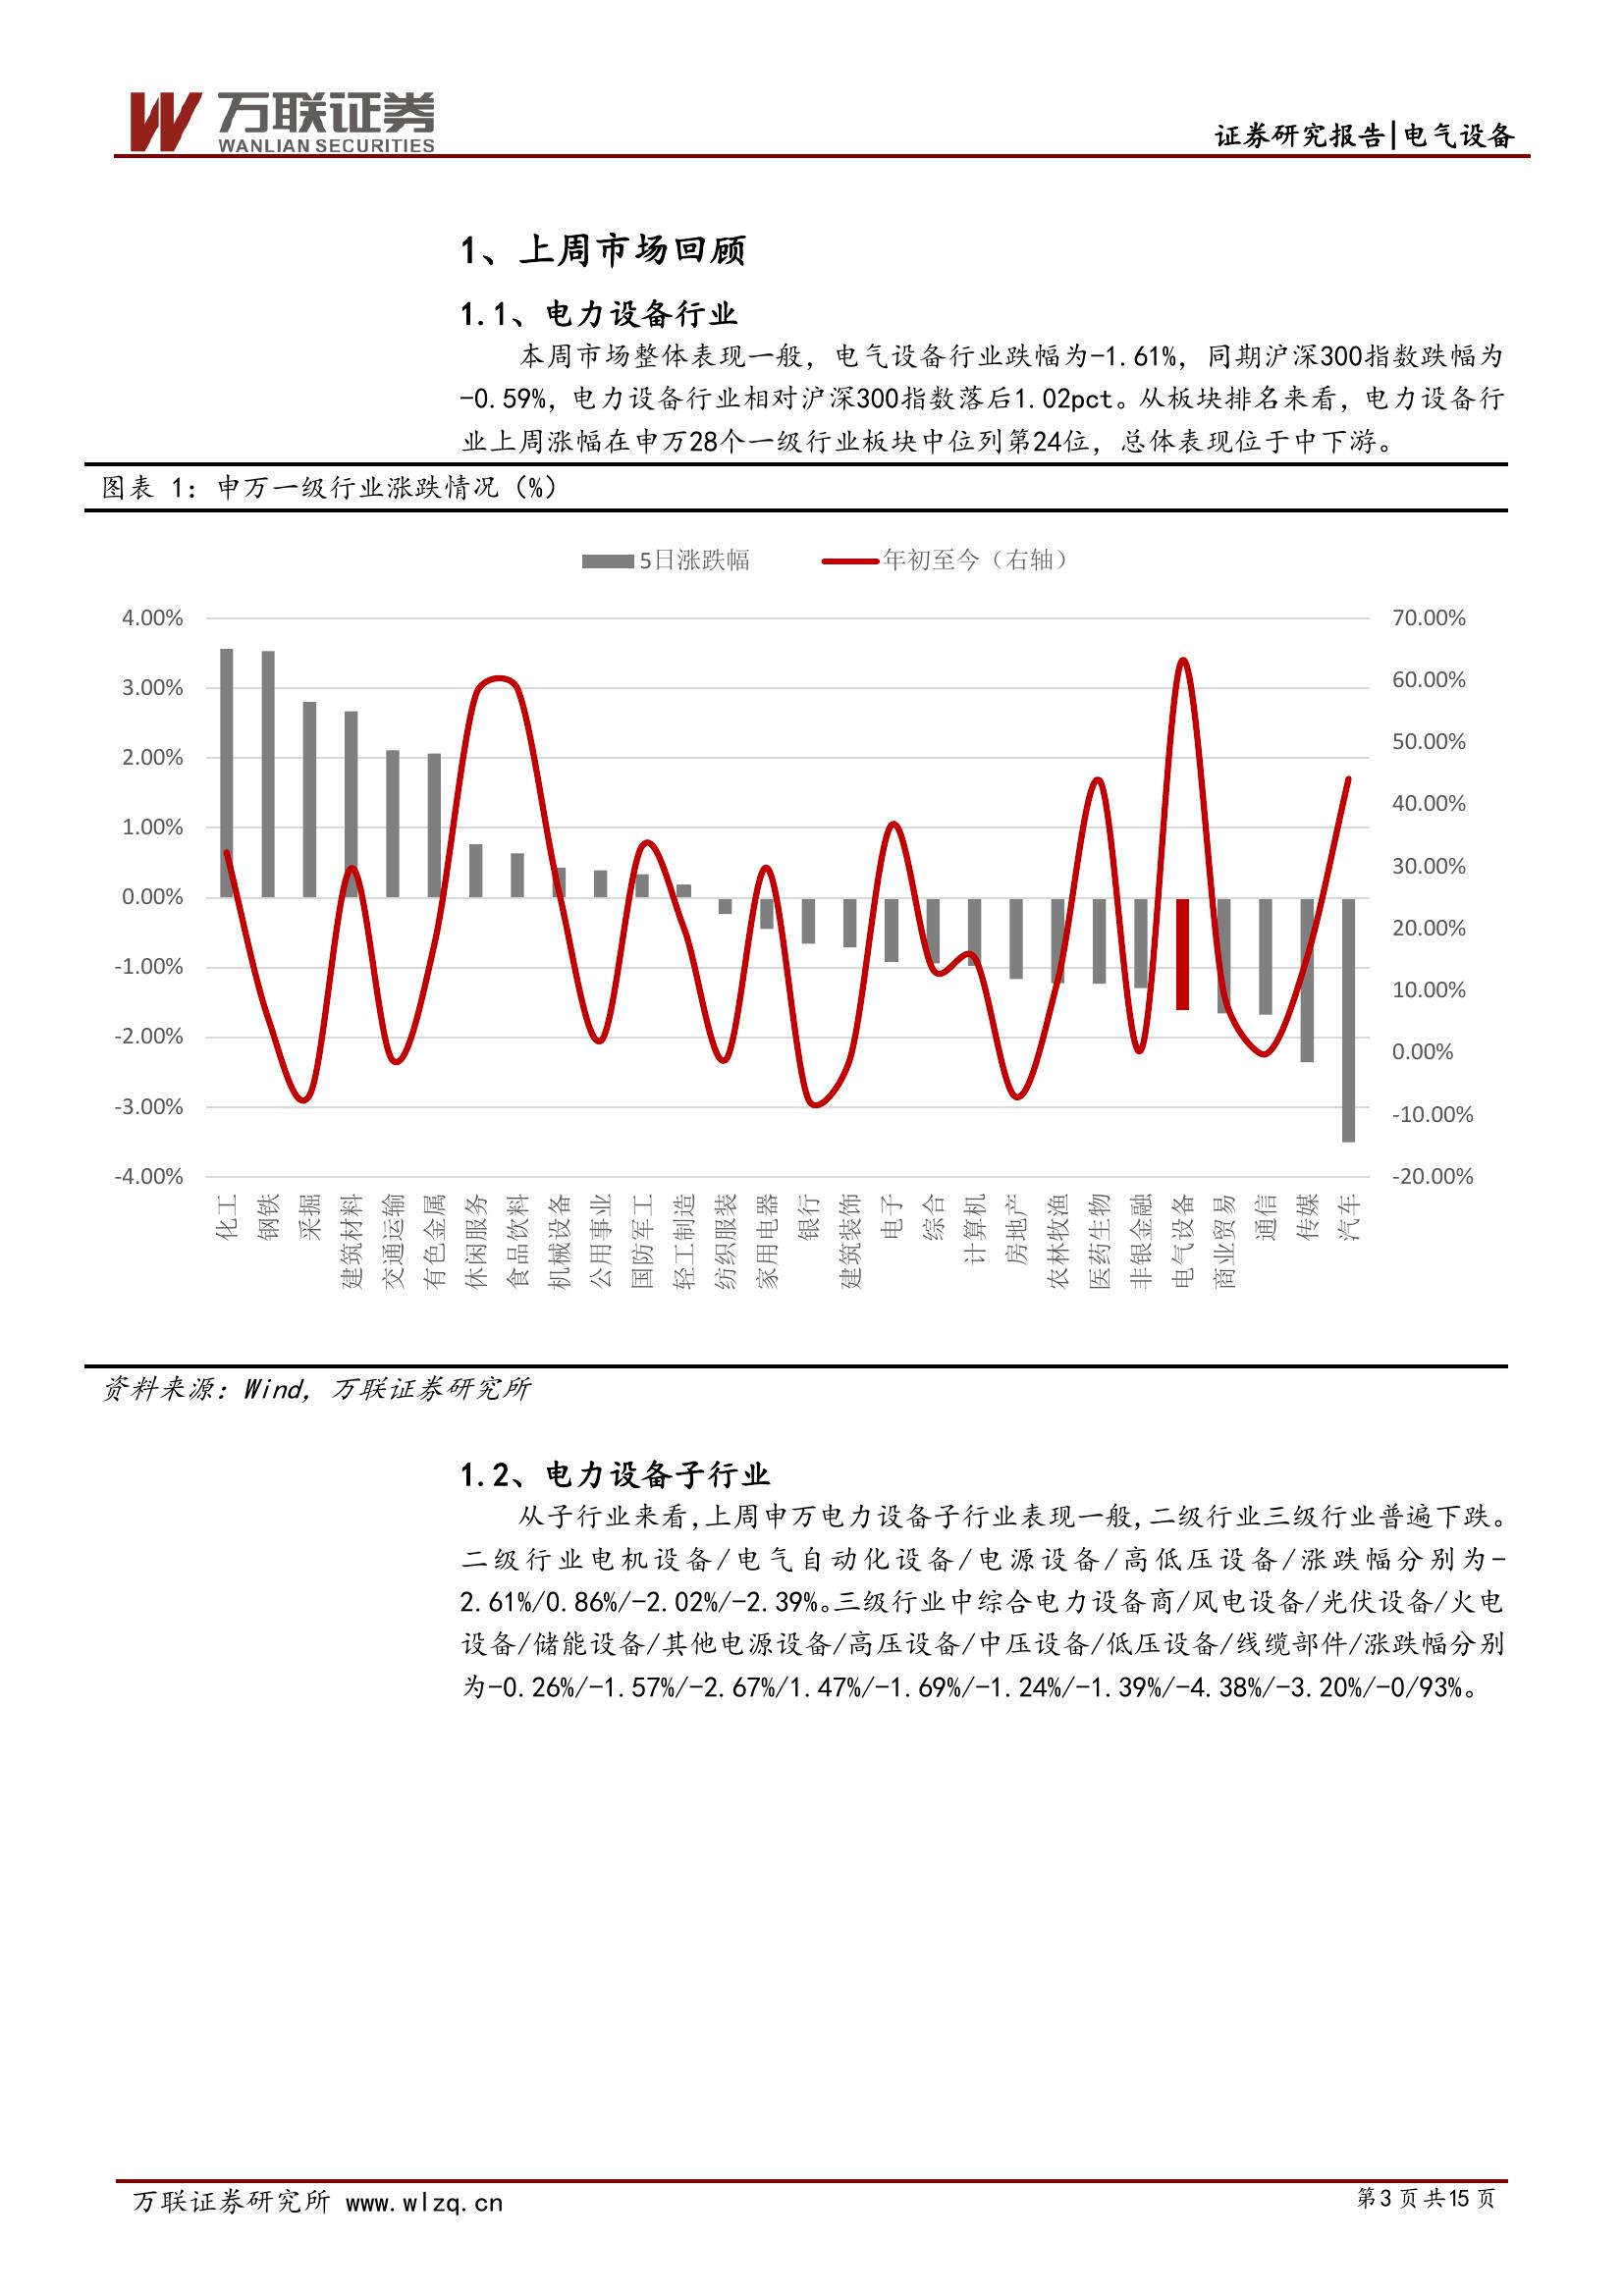 万联证券
WANLIAN SECURITIES
证券研究报告|电气设备
1、上周市场回顾
1.1、电力设备行业
本周市场整体表现一般，电气设备行业跌幅为-1.61%，同期沪深300指数跌幅为
-0.59%，电力设备行业相对沪深300指数落后1.02pct。从板块排名来看，电力设备行
业上周涨幅在申万28个一级行业板块中位列第24位，总体表现位于中下游。
图表 1：申万一级行业涨跌情况（%）
5日涨跌幅
年初至今（右轴）
4.00%
3.00%
2.00%
1.00%
0.00%
-1.00%
-2.00%
-3.00%
-4.00%
70.00%
60.00%
50.00%
40.00%
30.00%
20.00%
10.00%
0.00%
-10.00%
-20.00%
化工
钢铁
采掘
建筑材料
交通运输
有色金属
休闲服务
食品饮料
机械设备
公用事业
国防军工
轻工制造
纺织服装
家用电器
银行
建筑装饰
电子
综合
计算机
房地产
农林牧渔
医药生物
非银金融
电气设备
商业贸易
通信
传媒
汽车
资料来源：Wind，万联证券研究所
1.2、电力设备子行业
从子行业来看,上周申万电力设备子行业表现一般,二级行业三级行业普遍下跌。
二级行业电机设备/电气自动化设备/电源设备/高低压设备/涨跌幅分别为-
2.61%/0.86%/-2.02%/-2.39%。三级行业中综合电力设备商/风电设备/光伏设备/火电
设备/储能设备/其他电源设备/高压设备/中压设备/低压设备/线缆部件/涨跌幅分别
为-0.26%/-1.57%/-2.67%/1.47%/-1.69%/-1.24%/-1.39%/-4.38%/-3.20%/-0/93%。
万联证券研究所 www.wlzq.cn
第3页共15页